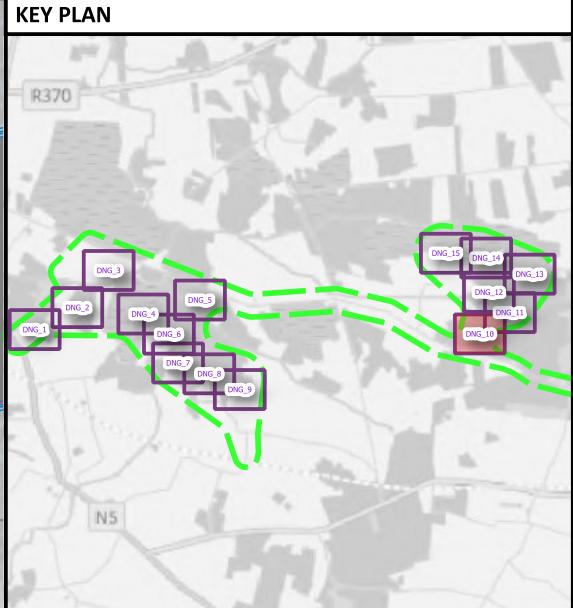 KEY PLAN
R370
DNG_15
DNG_14
DNG_3
DNG_13
DNG_12
DNG_5
DNG_2
DNG_4
DNG_11
DNG_1
DNG_6
DNG_10
DNG_7
DNG_8
DNG_9
N5